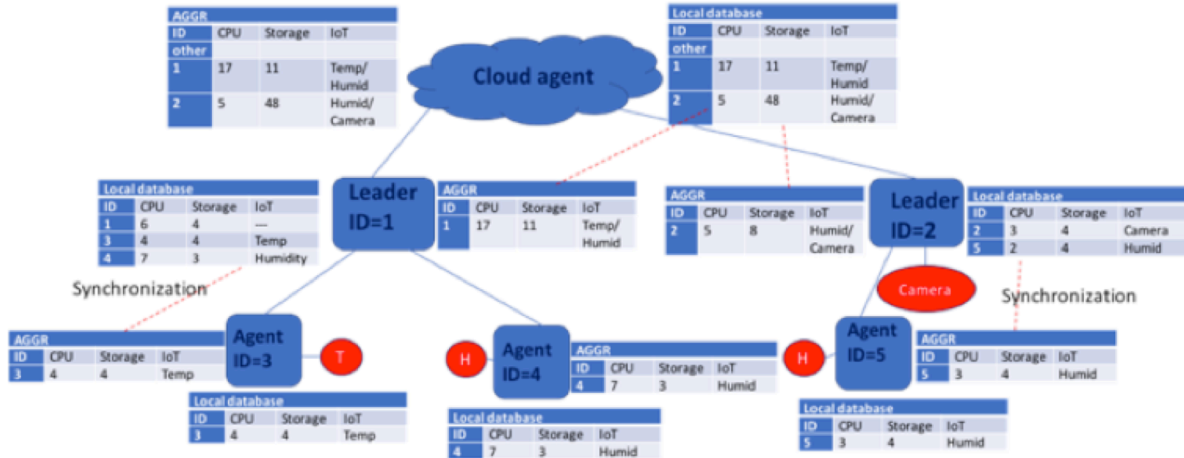 AGGR
ID CPU Storage IoT
other
1 17 11 Temp/
Humid
2 5 48 Humid/
Camera
Cloud agent
Local database
ID CPU Storage IoT
other
1 17 11 Temp/
Humid
2 5 48 Humid/
Camera
Local database
ID CPU Storage IoT
1 6 4 ---
3 4 4 Temp
4 7 3 Humidity
Leader
ID=1
AGGR
ID CPU Storage IoT
1 17 11 Temp/
Humid
AGGR
ID CPU Storage IoT
2 5 8 Humid/
Camera
Leader
ID=2
Local database
ID CPU Storage IoT
2 3 4 Camera
5 2 4 Humid
Camera
Synchronization
Synchronization
AGGR
ID CPU Storage IoT
3 4 4 Temp
Agent
ID=3
T
H
Agent
ID=4
AGGR
ID CPU Storage IoT
4 7 3 Humid
H
Agent
ID=5
AGGR
ID CPU Storage IoT
5 3 4 Humid
Local database
ID CPU Storage IoT
3 4 4 Temp
Local database
ID CPU Storage IoT
4 7 3 Humid
Local database
ID CPU Storage IoT
5 3 4 Humid